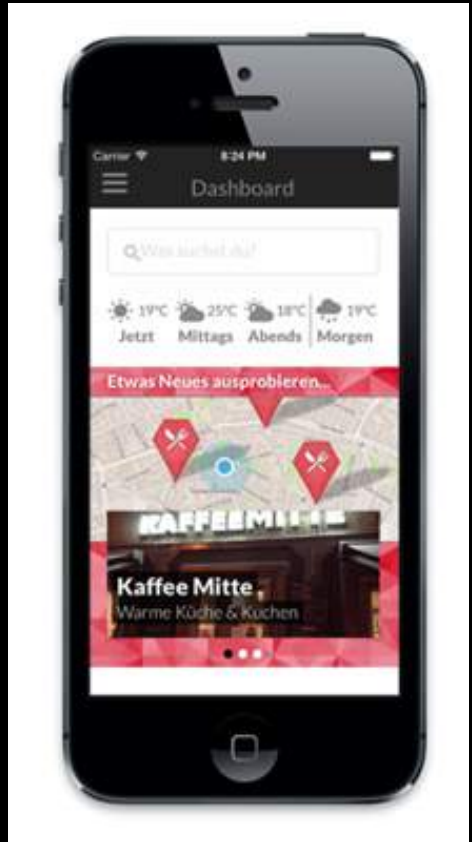 Carrier 8:24 PM
Dashboard
Was suchst du?
19°C 25°C 18°C 19°C
Jetzt Mittags Abends Morgen
Etwas Neues ausprobieren...
KAFFEEMITTE
Kaffee Mitte
Warme Küche & Kuchen